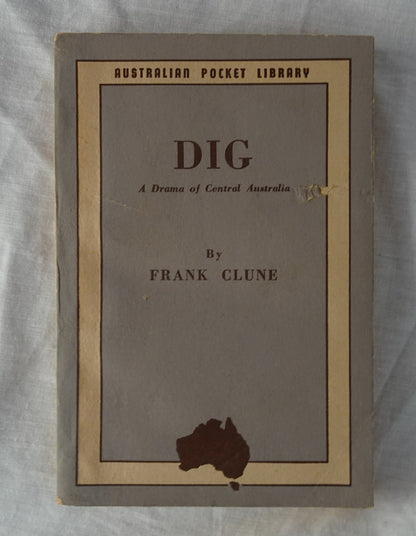 AUSTRALIAN POCKET LIBRARY
DIG
A Drama of Central Australia
By
FRANK CLUNE